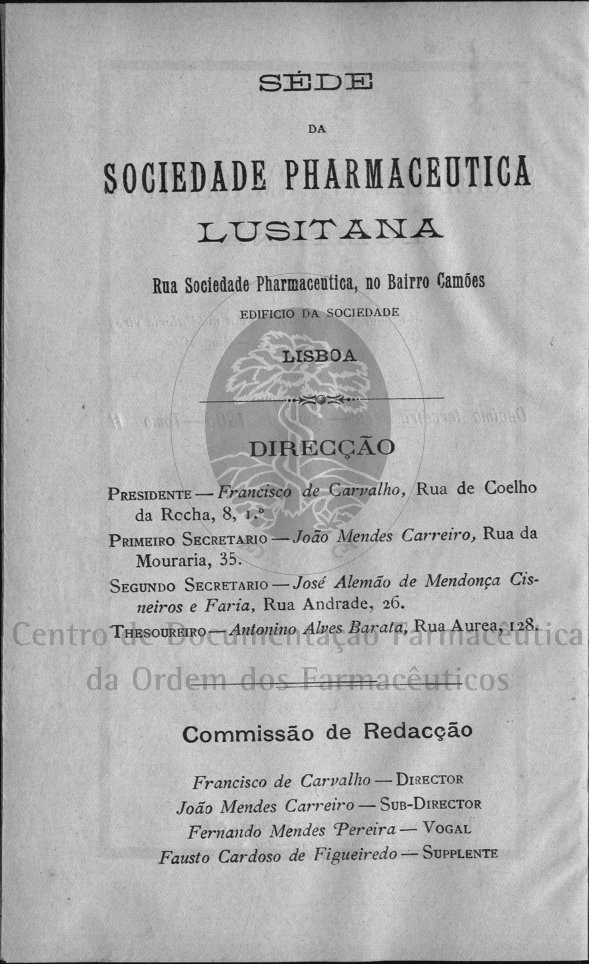 SÉDE
DA
SOCIEDADE PHARMACEUTICA
LUSITANA
Rua Sociedade Pharmaceutica, no Bairro Camões
EDIFICIO DA SOCIEDADE
LISBOA
DIRECÇÃO
PRESIDENTE — Francisco de Carvalho, Rua de Coelho
da Rocha, 8, 1.º
PRIMEIRO SECRETARIO — João Mendes Carreiro, Rua da
Mouraria, 35.
SEGUNDO SECRETARIO — José Alemão de Mendonça Cis-
neiros e Faria, Rua Andrade, 26.
THESOUREIRO — Antonino Alves Barata, Rua Aurea, 128.
Centro de Documentação Farmacêutica
da Ordem dos Farmacêuticos
Commissão de Redacção
Francisco de Carvalho — DIRECTOR
João Mendes Carreiro — SUB-DIRECTOR
Fernando Mendes Pereira — VOGAL
Fausto Cardoso de Figueiredo — SUPPLENTE